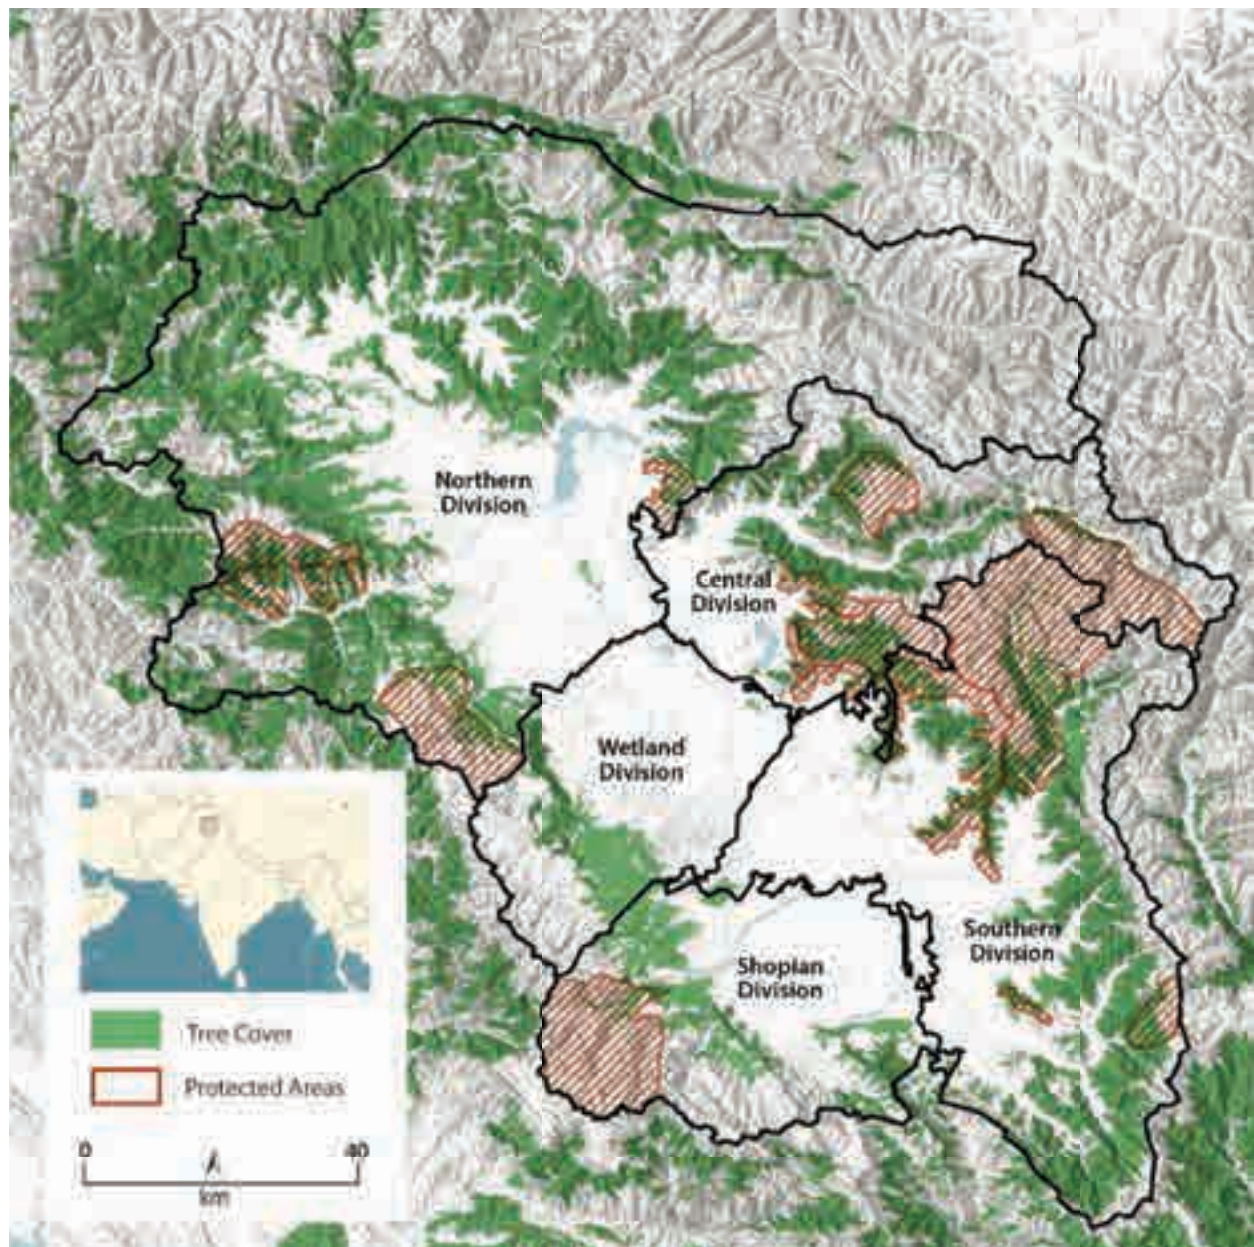 Northern
Division
Central
Division
Wetland
Division
Southern
Division
Shopian
Division
Tree Cover
Protected Areas
0 40
km